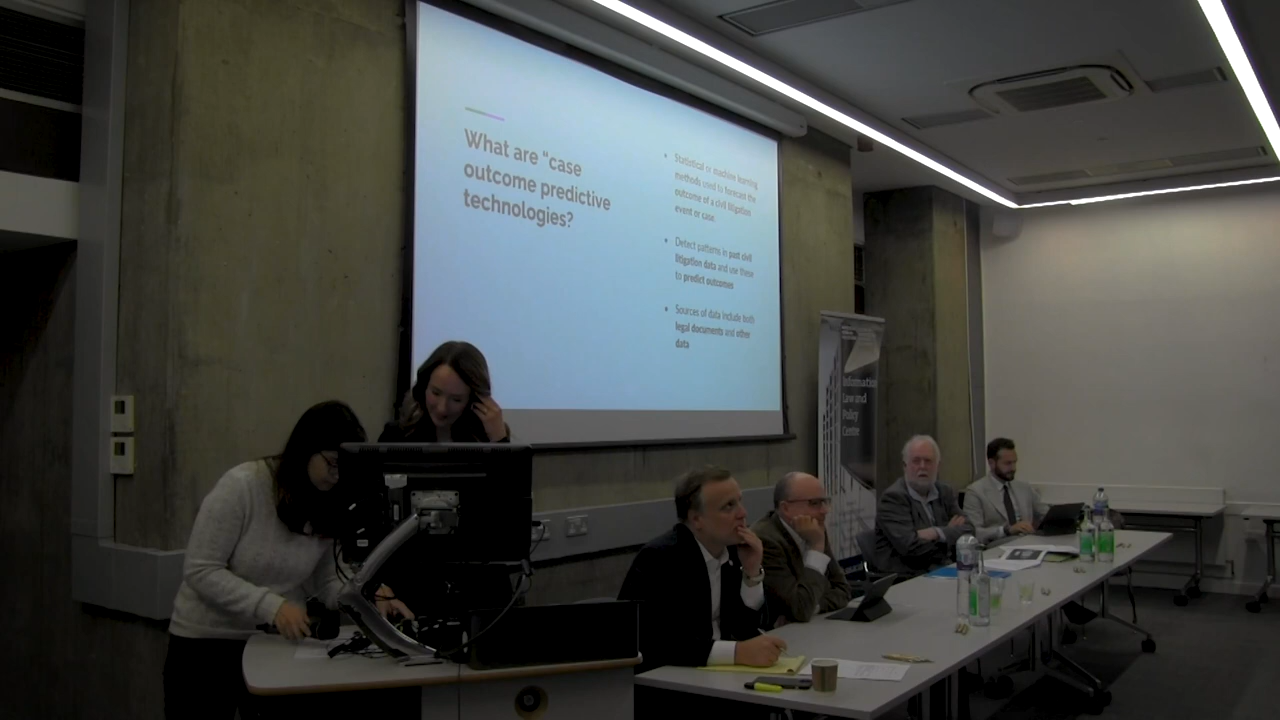 What are "case
outcome predictive
technologies?
• Statistical or machine learning
methods used to forecast the
outcome of a civil litigation
event or case
• Detect patterns in past civil
litigation data and use these
to predict outcomes
• Sources of data include both
legal documents and other
data
Information
Law and
Policy
Centre